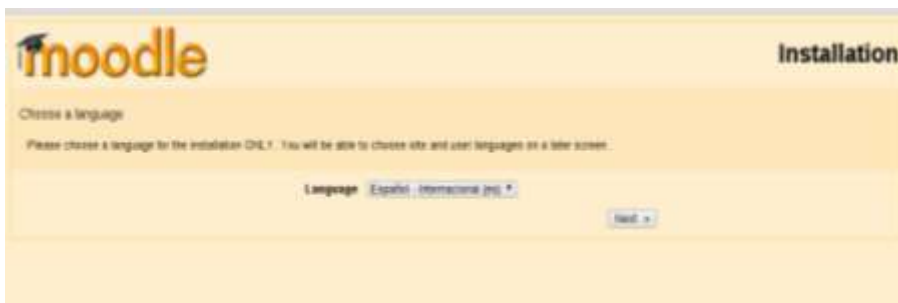 moodle
Installation
Choose a language
Please choose a language for the installation ONLY. You will be able to choose site and user languages on a later screen.
Language Español - Internacional (es)
Next »